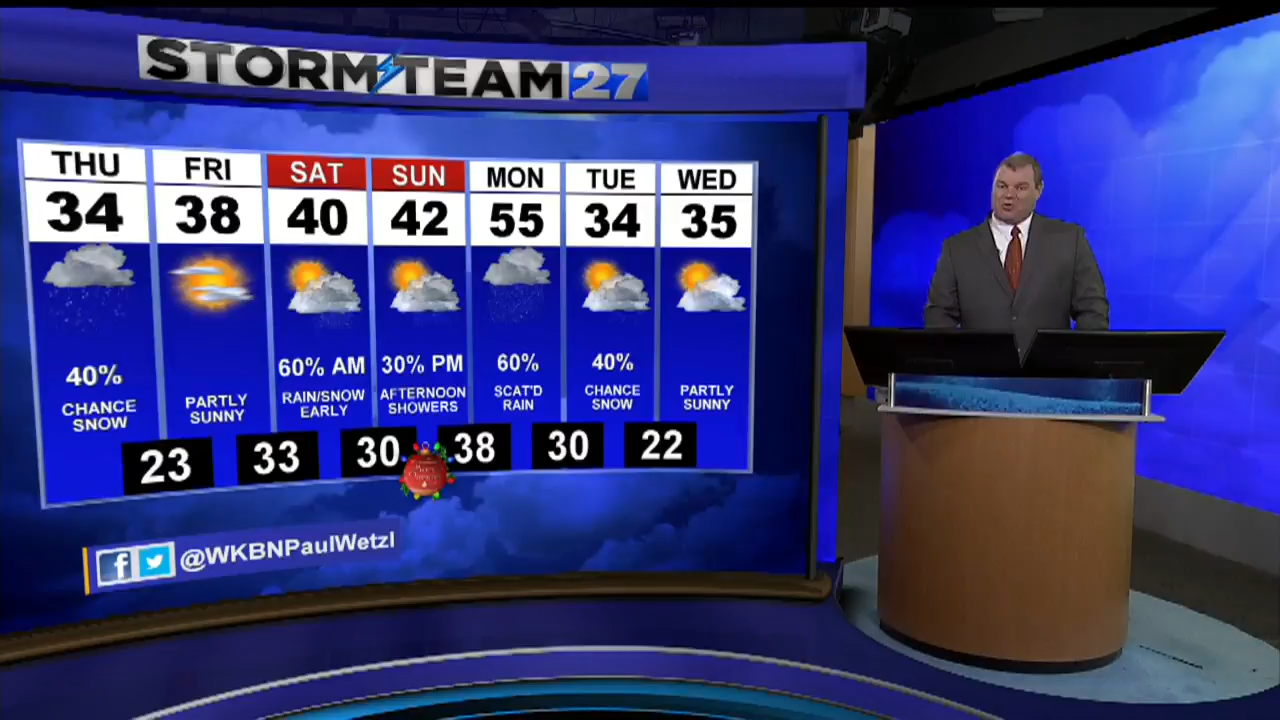 STORM TEAM 27
THU FRI SAT SUN MON TUE WED
34 38 40 42 55 34 35
40% 60% AM 30% PM 60% 40%
CHANCE SNOW
PARTLY SUNNY
RAIN/SNOW EARLY
AFTERNOON SHOWERS
SCAT'D RAIN
CHANCE SNOW
PARTLY SUNNY
23 33 30 38 30 22
f @WKBNPaulWetzl